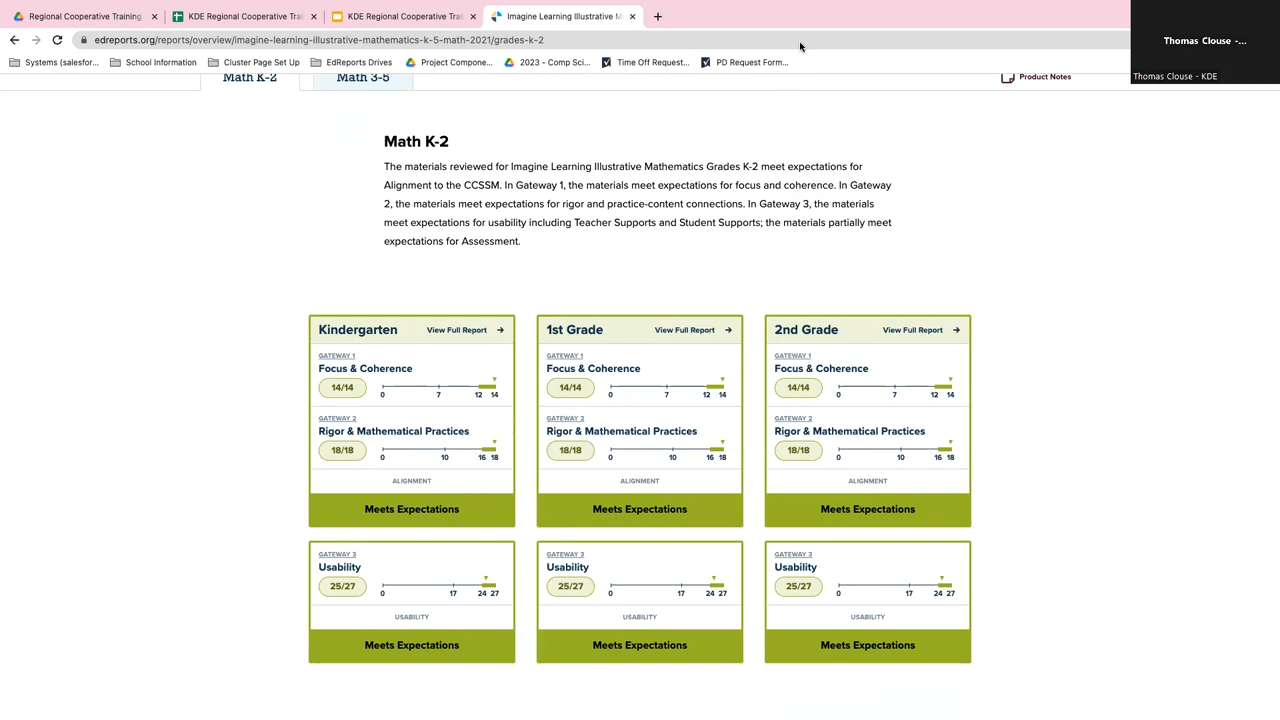 Regional Cooperative Training
KDE Regional Cooperative Trai
KDE Regional Cooperative Trai
Imagine Learning Illustrative M
edreports.org/reports/overview/imagine-learning-illustrative-mathematics-k-5-math-2021/grades-k-2
Systems (salesfor...
School Information
Cluster Page Set Up
EdReports Drives
Project Compone...
2023 - Comp Sci...
Time Off Request...
PD Request Form...
Thomas Clouse -...
Thomas Clouse - KDE
Math K-2
Math 3-5
Product Notes
Math K-2
The materials reviewed for Imagine Learning Illustrative Mathematics Grades K-2 meet expectations for
Alignment to the CCSSM. In Gateway 1, the materials meet expectations for focus and coherence. In Gateway
2, the materials meet expectations for rigor and practice-content connections. In Gateway 3, the materials
meet expectations for usability including Teacher Supports and Student Supports; the materials partially meet
expectations for Assessment.
Kindergarten View Full Report →
GATEWAY 1
Focus & Coherence
14/14
0 7 12 14
GATEWAY 2
Rigor & Mathematical Practices
18/18
0 10 16 18
ALIGNMENT
Meets Expectations
1st Grade View Full Report →
GATEWAY 1
Focus & Coherence
14/14
0 7 12 14
GATEWAY 2
Rigor & Mathematical Practices
18/18
0 10 16 18
ALIGNMENT
Meets Expectations
2nd Grade View Full Report →
GATEWAY 1
Focus & Coherence
14/14
0 7 12 14
GATEWAY 2
Rigor & Mathematical Practices
18/18
0 10 16 18
ALIGNMENT
Meets Expectations
GATEWAY 3
Usability
25/27
0 17 24 27
USABILITY
Meets Expectations
GATEWAY 3
Usability
25/27
0 17 24 27
USABILITY
Meets Expectations
GATEWAY 3
Usability
25/27
0 17 24 27
USABILITY
Meets Expectations